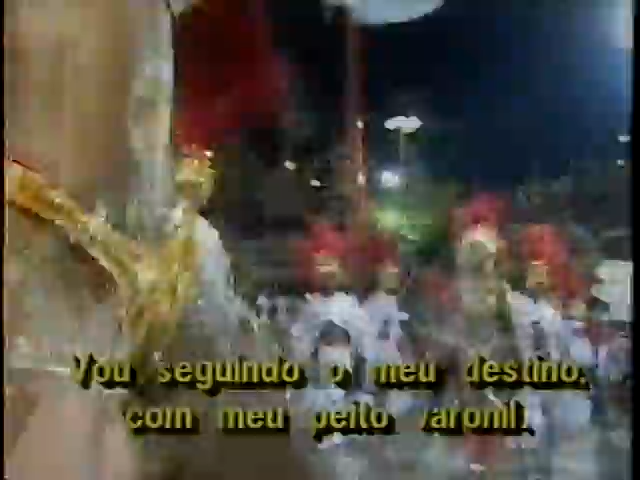 Vou seguindo o meu destino,
com meu peito varonil,